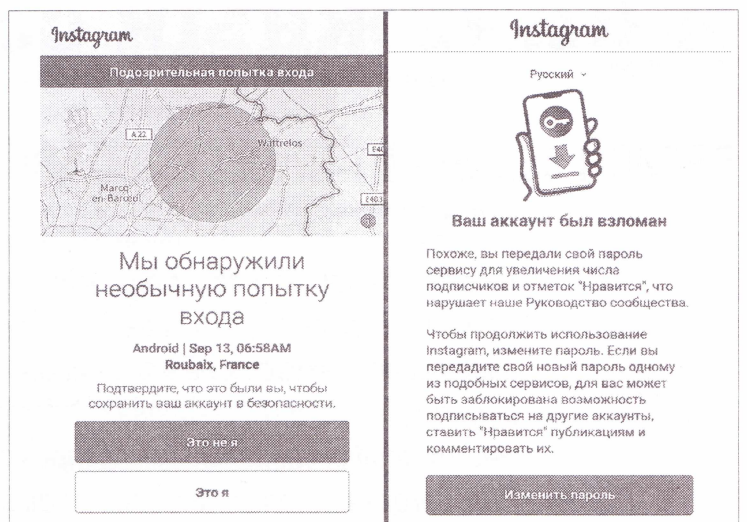 Instagram
Подозрительная попытка входа
A 22
Wattrelos
E40
Marcq
en-Barœul
E403
Мы обнаружили
необычную попытку
входа
Android | Sep 13, 06:58AM
Roubaix, France
Подтвердите, что это были вы, чтобы
сохранить ваш аккаунт в безопасности.
Это не я
Это я
Instagram
Русский
Ваш аккаунт был взломан
Похоже, вы передали свой пароль
сервису для увеличения числа
подписчиков и отметок "Нравится", что
нарушает наше Руководство сообщества.
Чтобы продолжить использование
Instagram, измените пароль. Если вы
передадите свой новый пароль одному
из подобных сервисов, для вас может
быть заблокирована возможность
подписываться на другие аккаунты,
ставить "Нравится" публикациям и
комментировать их.
Изменить пароль